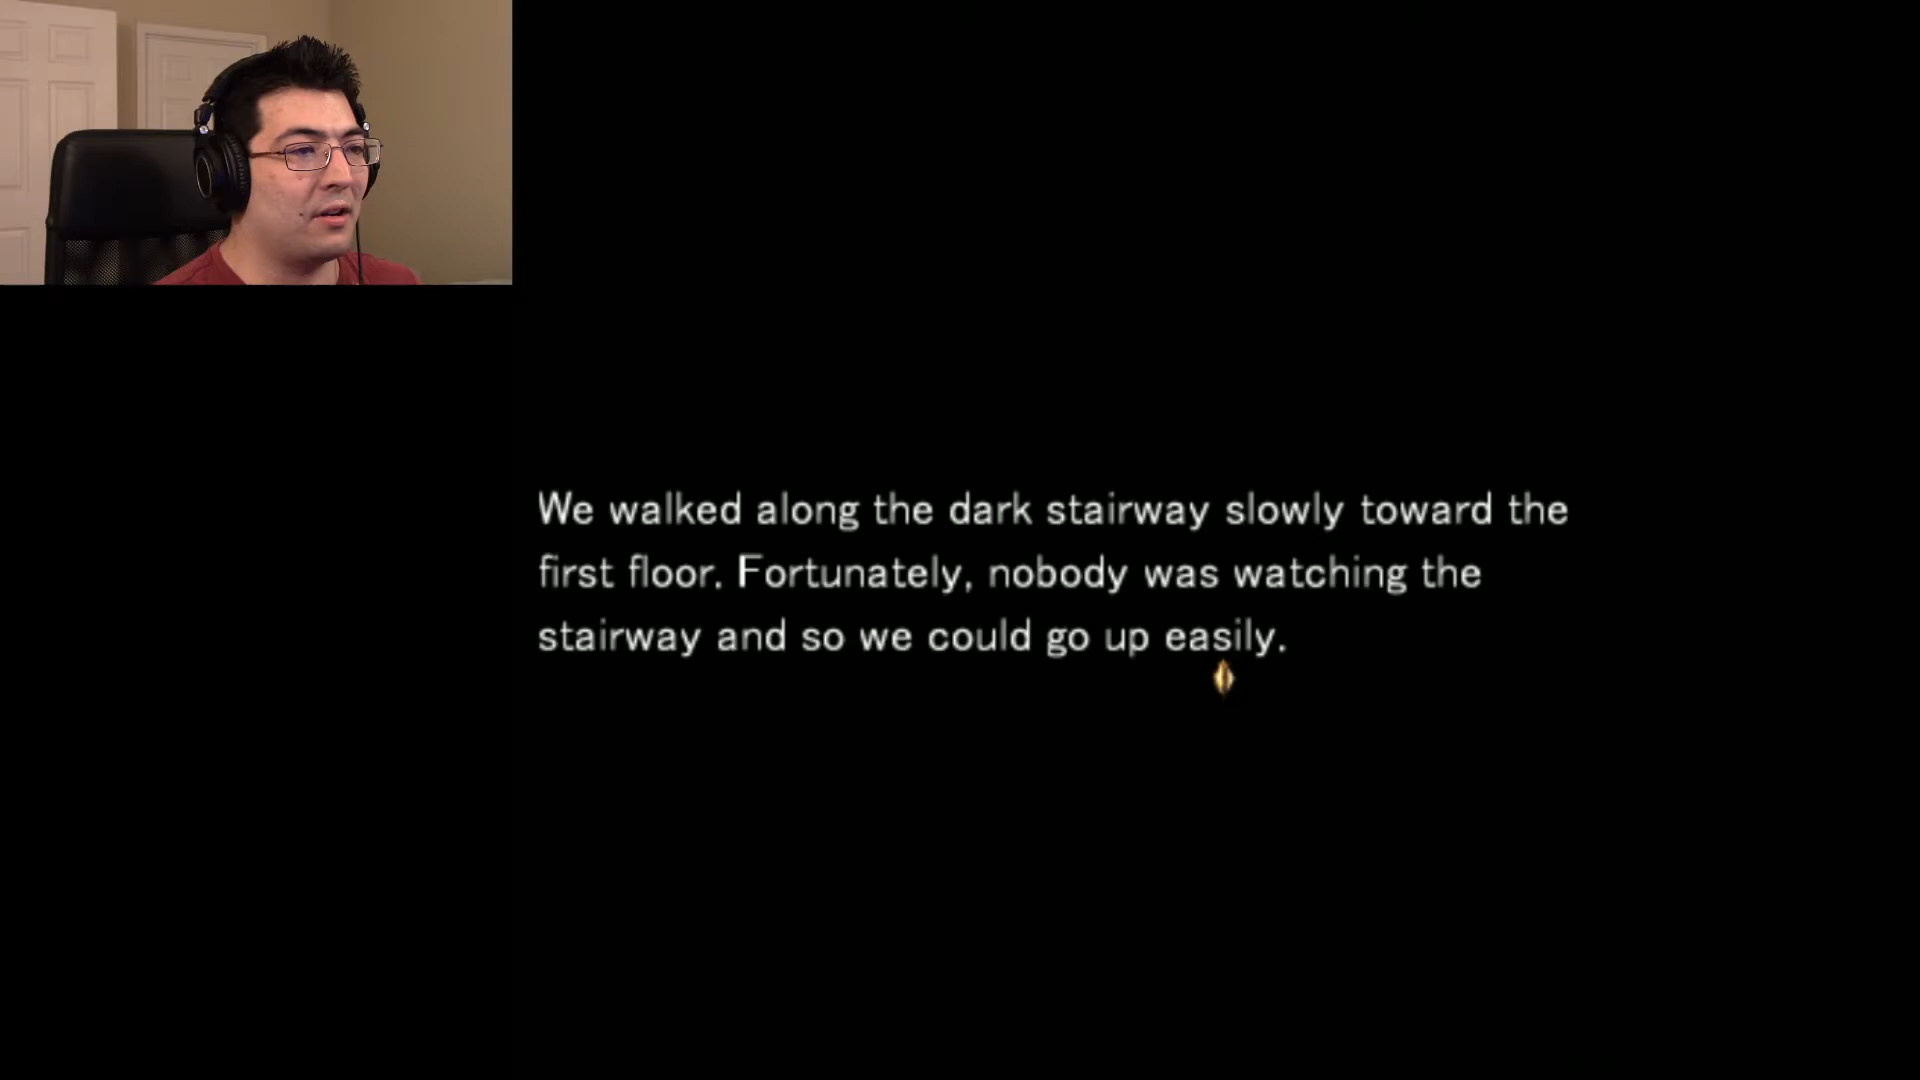 We walked along the dark stairway slowly toward the
first floor. Fortunately, nobody was watching the
stairway and so we could go up easily.